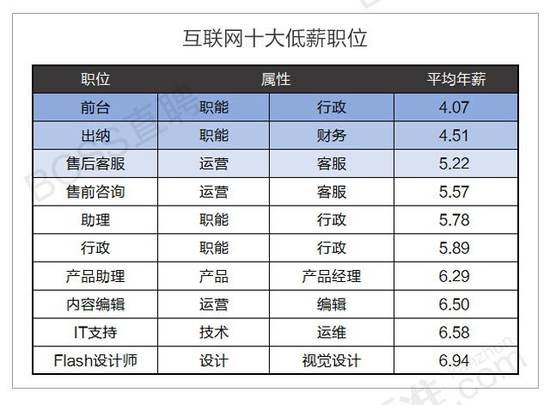 互联网十大低薪职位
职位 属性 平均年薪
前台 职能 行政 4.07
出纳 职能 财务 4.51
售后客服 运营 客服 5.22
售前咨询 运营 客服 5.57
助理 职能 行政 5.78
行政 职能 行政 5.89
产品助理 产品 产品经理 6.29
内容编辑 运营 编辑 6.50
IT支持 技术 运维 6.58
Flash设计师 设计 视觉设计 6.94
BOSS直聘